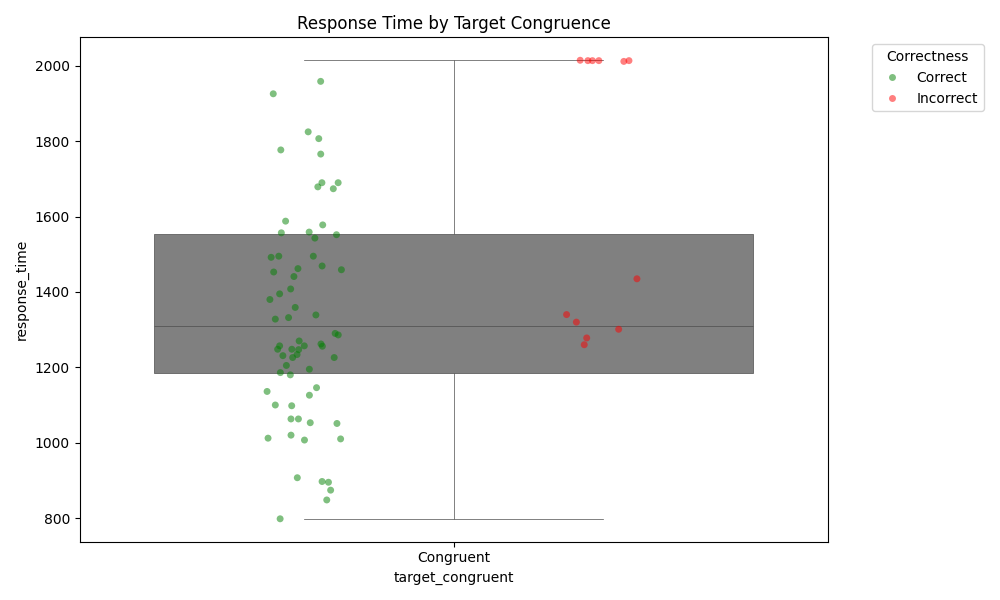 Response Time by Target Congruence
Correctness
Correct
Incorrect
response_time
2000
1800
1600
1400
1200
1000
800
Congruent
target_congruent